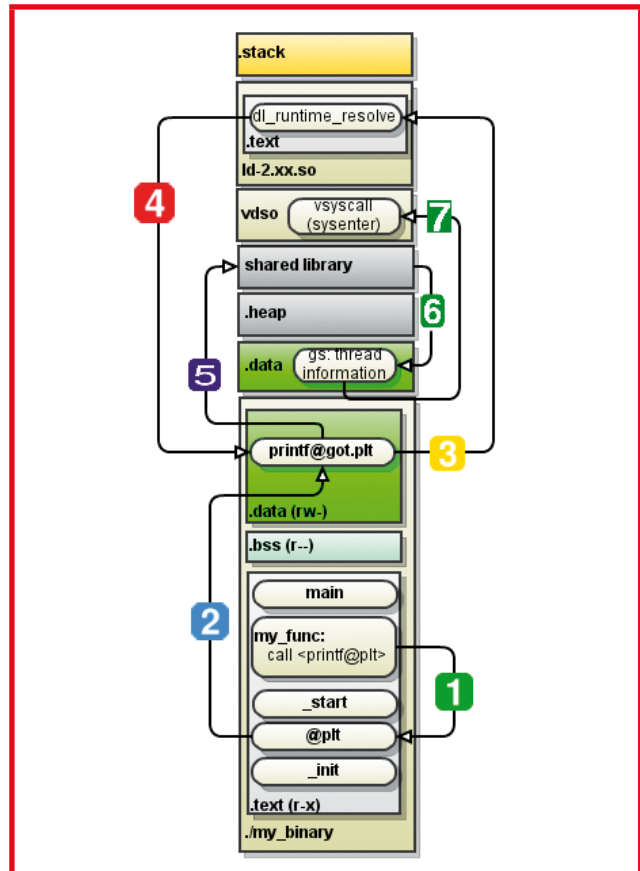 .stack
dl_runtime_resolve
.text
ld-2.xx.so
4
vdso
vsyscall
(sysenter)
7
shared library
6
.heap
.data
gs: thread
information
5
printf@got.plt
3
.data (rw-)
.bss (r--)
main
2
my_func:
call <printf@plt>
1
_start
@plt
_init
.text (r-x)
./my_binary